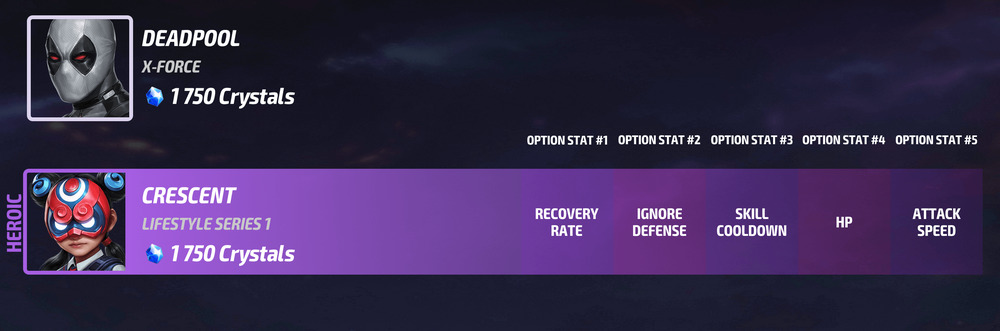 DEADPOOL
X-FORCE
1 750 Crystals
OPTION STAT #1 OPTION STAT #2 OPTION STAT #3 OPTION STAT #4 OPTION STAT #5
HEROIC
CRESCENT
LIFESTYLE SERIES 1
1 750 Crystals
RECOVERY RATE
IGNORE DEFENSE
SKILL COOLDOWN
HP
ATTACK SPEED